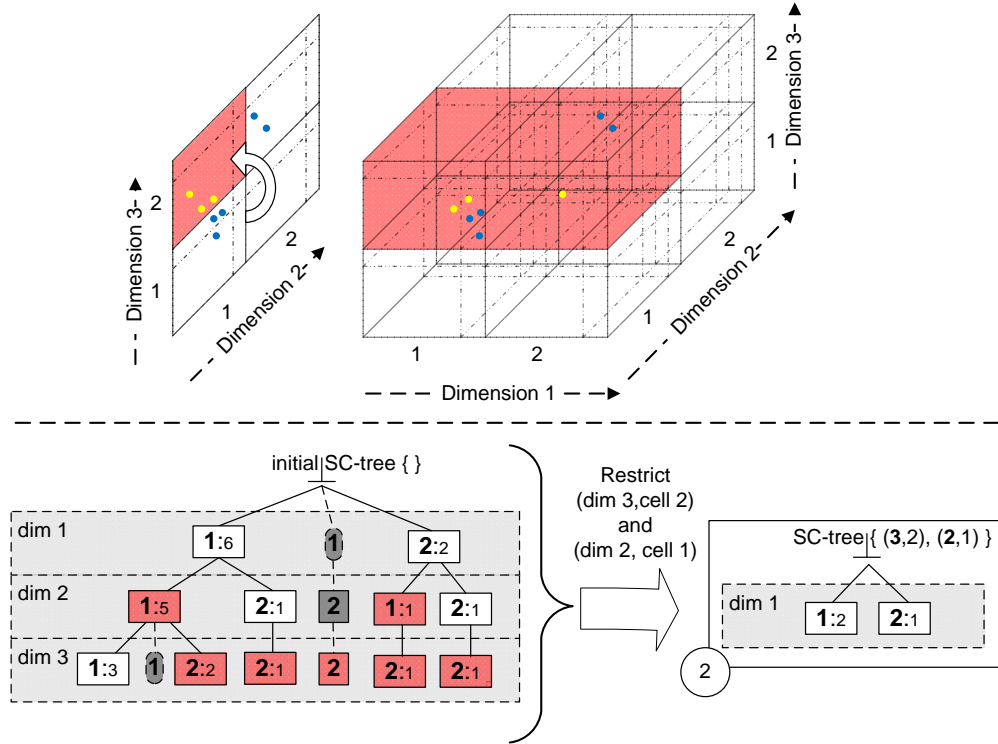 Dimension 3
2
1
1
2
Dimension 2
1
2
Dimension 1
1
2
Dimension 2
1
2
Dimension 3
initial SC-tree { }
dim 1
1:6
1
2:2
dim 2
1:5
2:1
2
1:1
2:1
dim 3
1:3
1
2:2
2:1
2
2:1
2:1
Restrict
(dim 3,cell 2)
and
(dim 2, cell 1)
SC-tree { (3,2), (2,1) }
dim 1
1:2
2:1
2